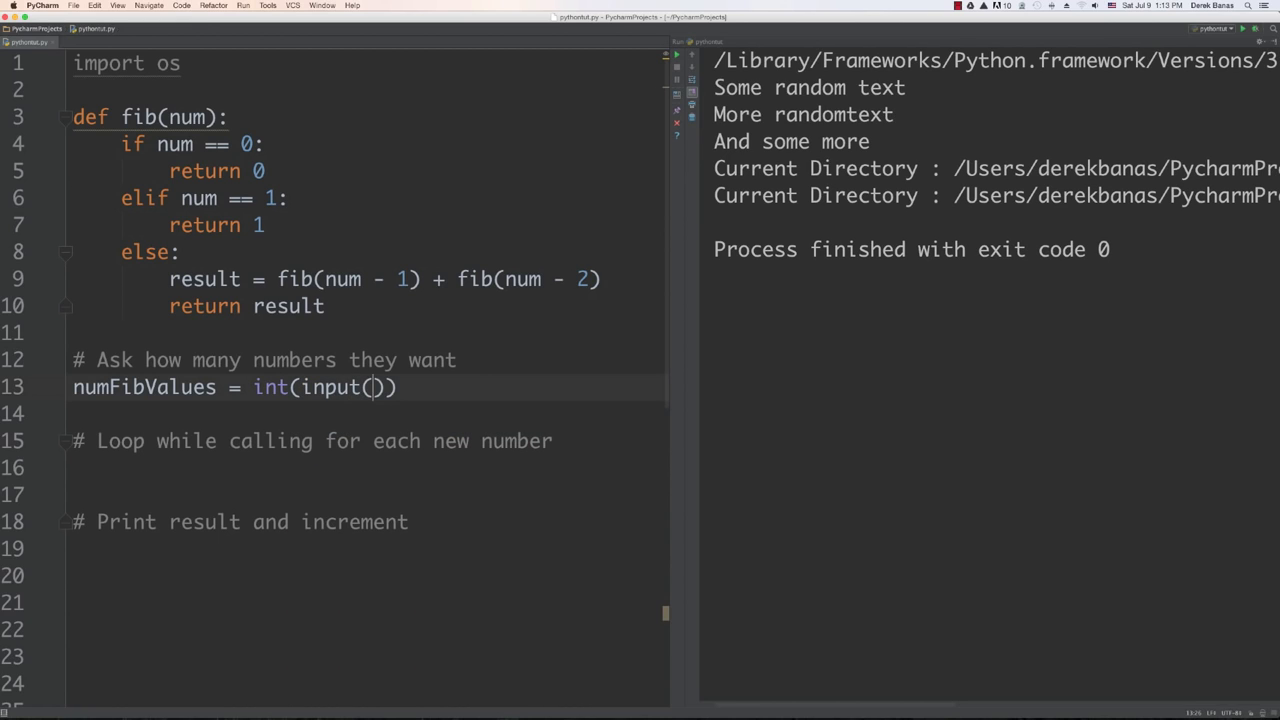 PyCharm File Edit View Navigate Code Refactor Run Tools VCS Window Help
10 Sat Jul 9 1:13 PM Derek Banas
pythontut.py - PycharmProjects - [~/PycharmProjects]
PycharmProjects pythontut.py pythontut
pythontut.py
Run pythontut
1 import os
2
3 def fib(num):
4 if num == 0:
5 return 0
6 elif num == 1:
7 return 1
8 else:
9 result = fib(num - 1) + fib(num - 2)
10 return result
11
12 # Ask how many numbers they want
13 numFibValues = int(input())
14
15 # Loop while calling for each new number
16
17
18 # Print result and increment
19
20
21
22
23
24
/Library/Frameworks/Python.framework/Versions/3
Some random text
More randomtext
And some more
Current Directory : /Users/derekbanas/PycharmPr
Current Directory : /Users/derekbanas/PycharmPr
Process finished with exit code 0
13:26 LF÷ UTF-8÷